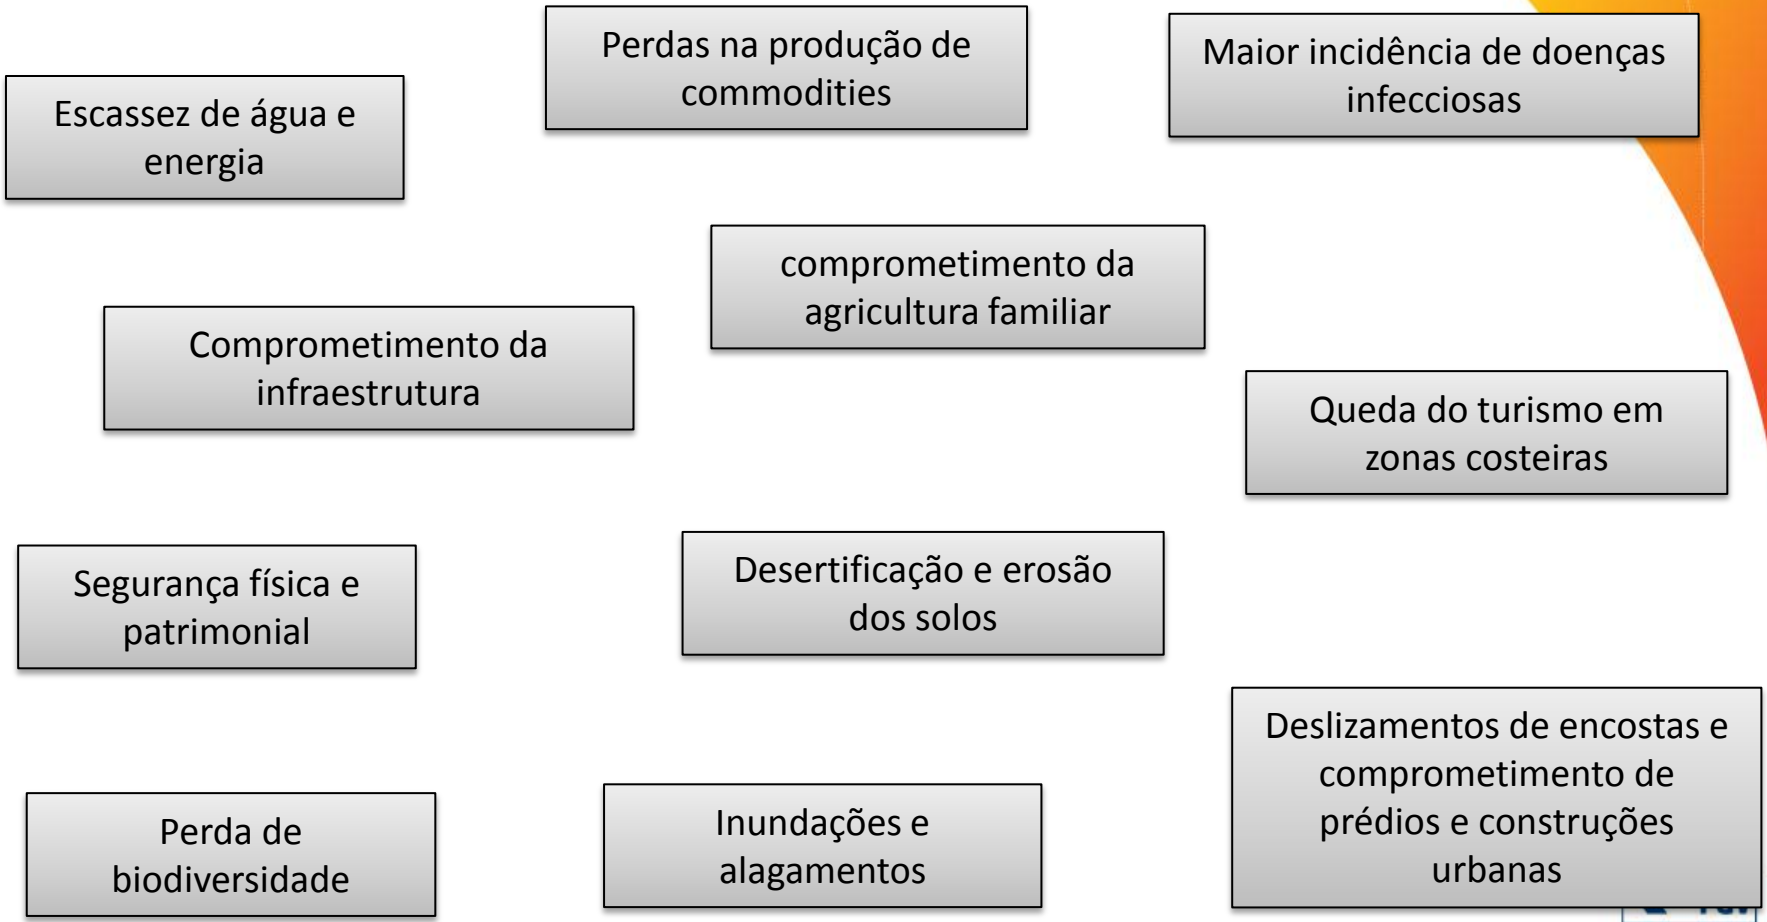 Perdas na produção de
commodities
Maior incidência de doenças
infecciosas
Escassez de água e
energia
comprometimento da
agricultura familiar
Comprometimento da
infraestrutura
Queda do turismo em
zonas costeiras
Segurança física e
patrimonial
Desertificação e erosão
dos solos
Deslizamentos de encostas e
comprometimento de
prédios e construções
urbanas
Perda de
biodiversidade
Inundações e
alagamentos